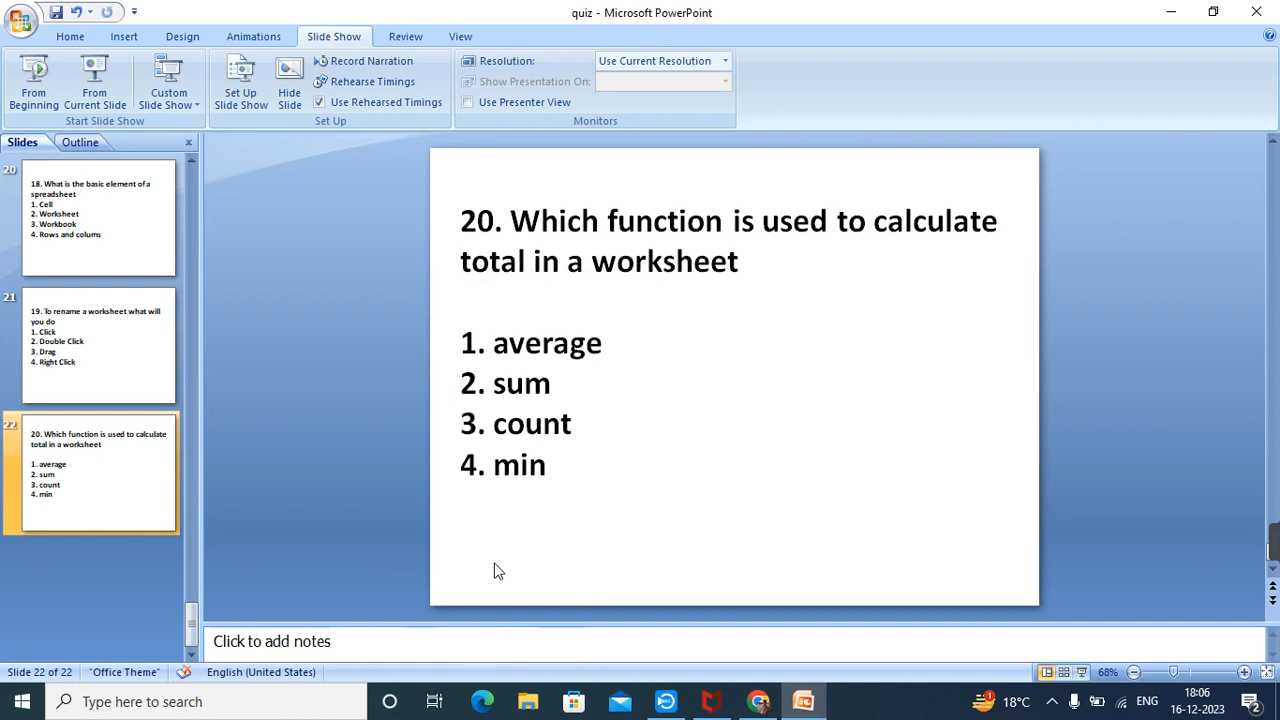 quiz - Microsoft PowerPoint
Home Insert Design Animations Slide Show Review View
From Beginning
From Current Slide
Custom Slide Show
Start Slide Show
Set Up Slide Show
Hide Slide
Record Narration
Rehearse Timings
Use Rehearsed Timings
Set Up
Resolution: Use Current Resolution
Show Presentation On:
Use Presenter View
Monitors
Slides Outline
20
18. What is the basic element of a
spreadsheet
1. Cell
2. Worksheet
3. Workbook
4. Rows and colums
21
19. To rename a worksheet what will
you do
1. Click
2. Double Click
3. Drag
4. Right Click
22
20. Which function is used to calculate
total in a worksheet
1. average
2. sum
3. count
4. min
20. Which function is used to calculate
total in a worksheet
1. average
2. sum
3. count
4. min
Click to add notes
Slide 22 of 22 "Office Theme" English (United States) 68%
Type here to search
1
18°C
ENG
18:06
16-12-2023
2